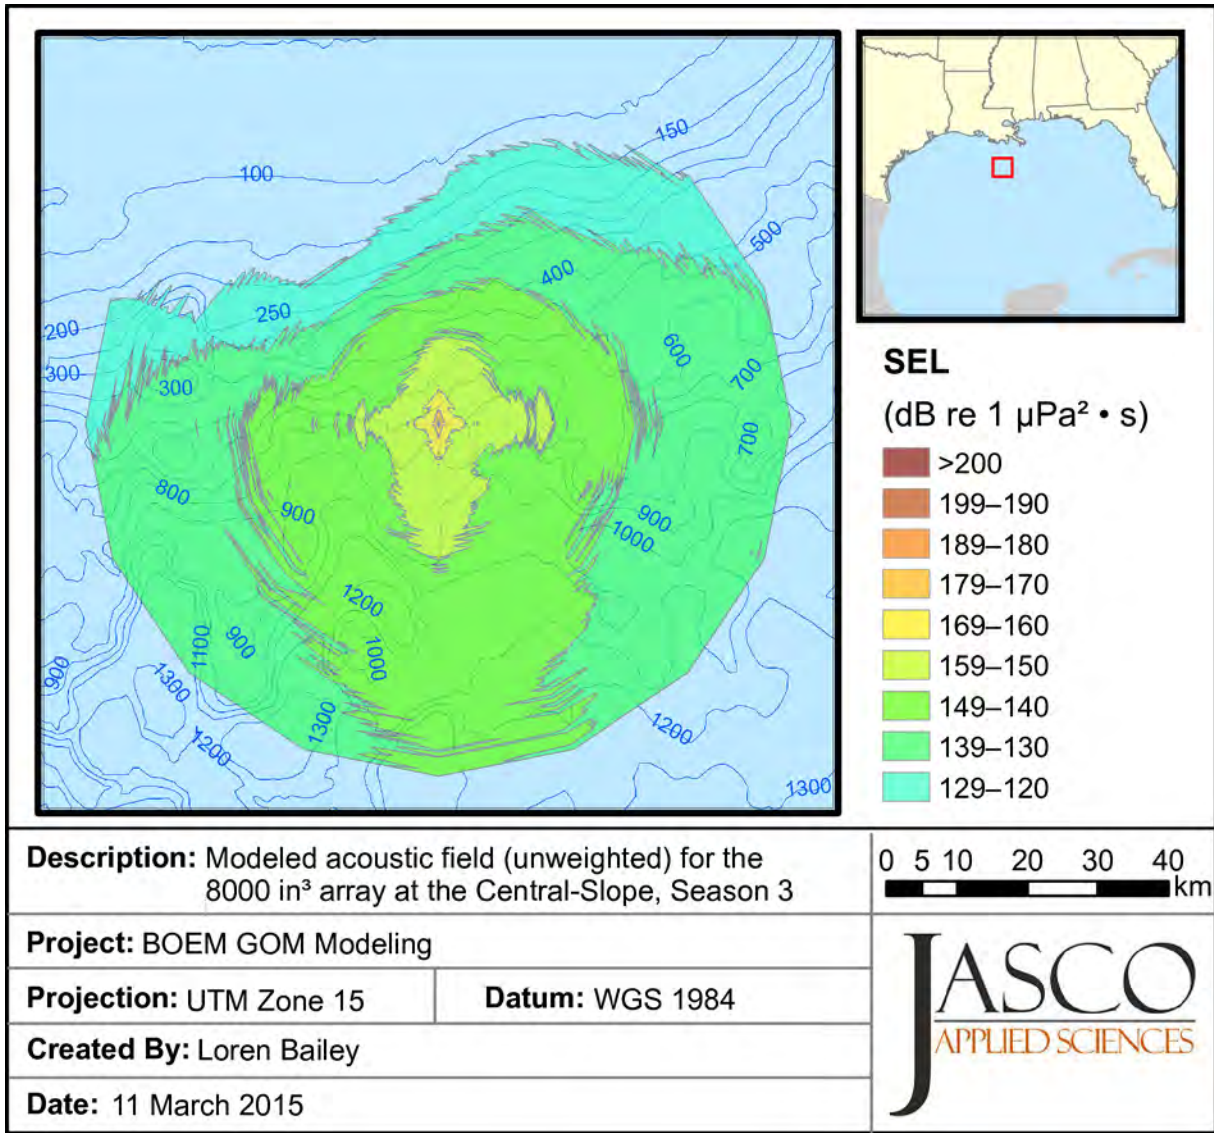 100
150
500
400
250
200
300
300
600
700
700
800
900
900
1000
1200
1000
900
1100
1300
900
1200
1300
1200
1300
SEL
(dB re 1 µPa² • s)
>200
199–190
189–180
179–170
169–160
159–150
149–140
139–130
129–120
Description: Modeled acoustic field (unweighted) for the
8000 in³ array at the Central-Slope, Season 3
0 5 10 20 30 40
km
Project: BOEM GOM Modeling
Projection: UTM Zone 15 Datum: WGS 1984
Created By: Loren Bailey
Date: 11 March 2015
JASCO
APPLIED SCIENCES